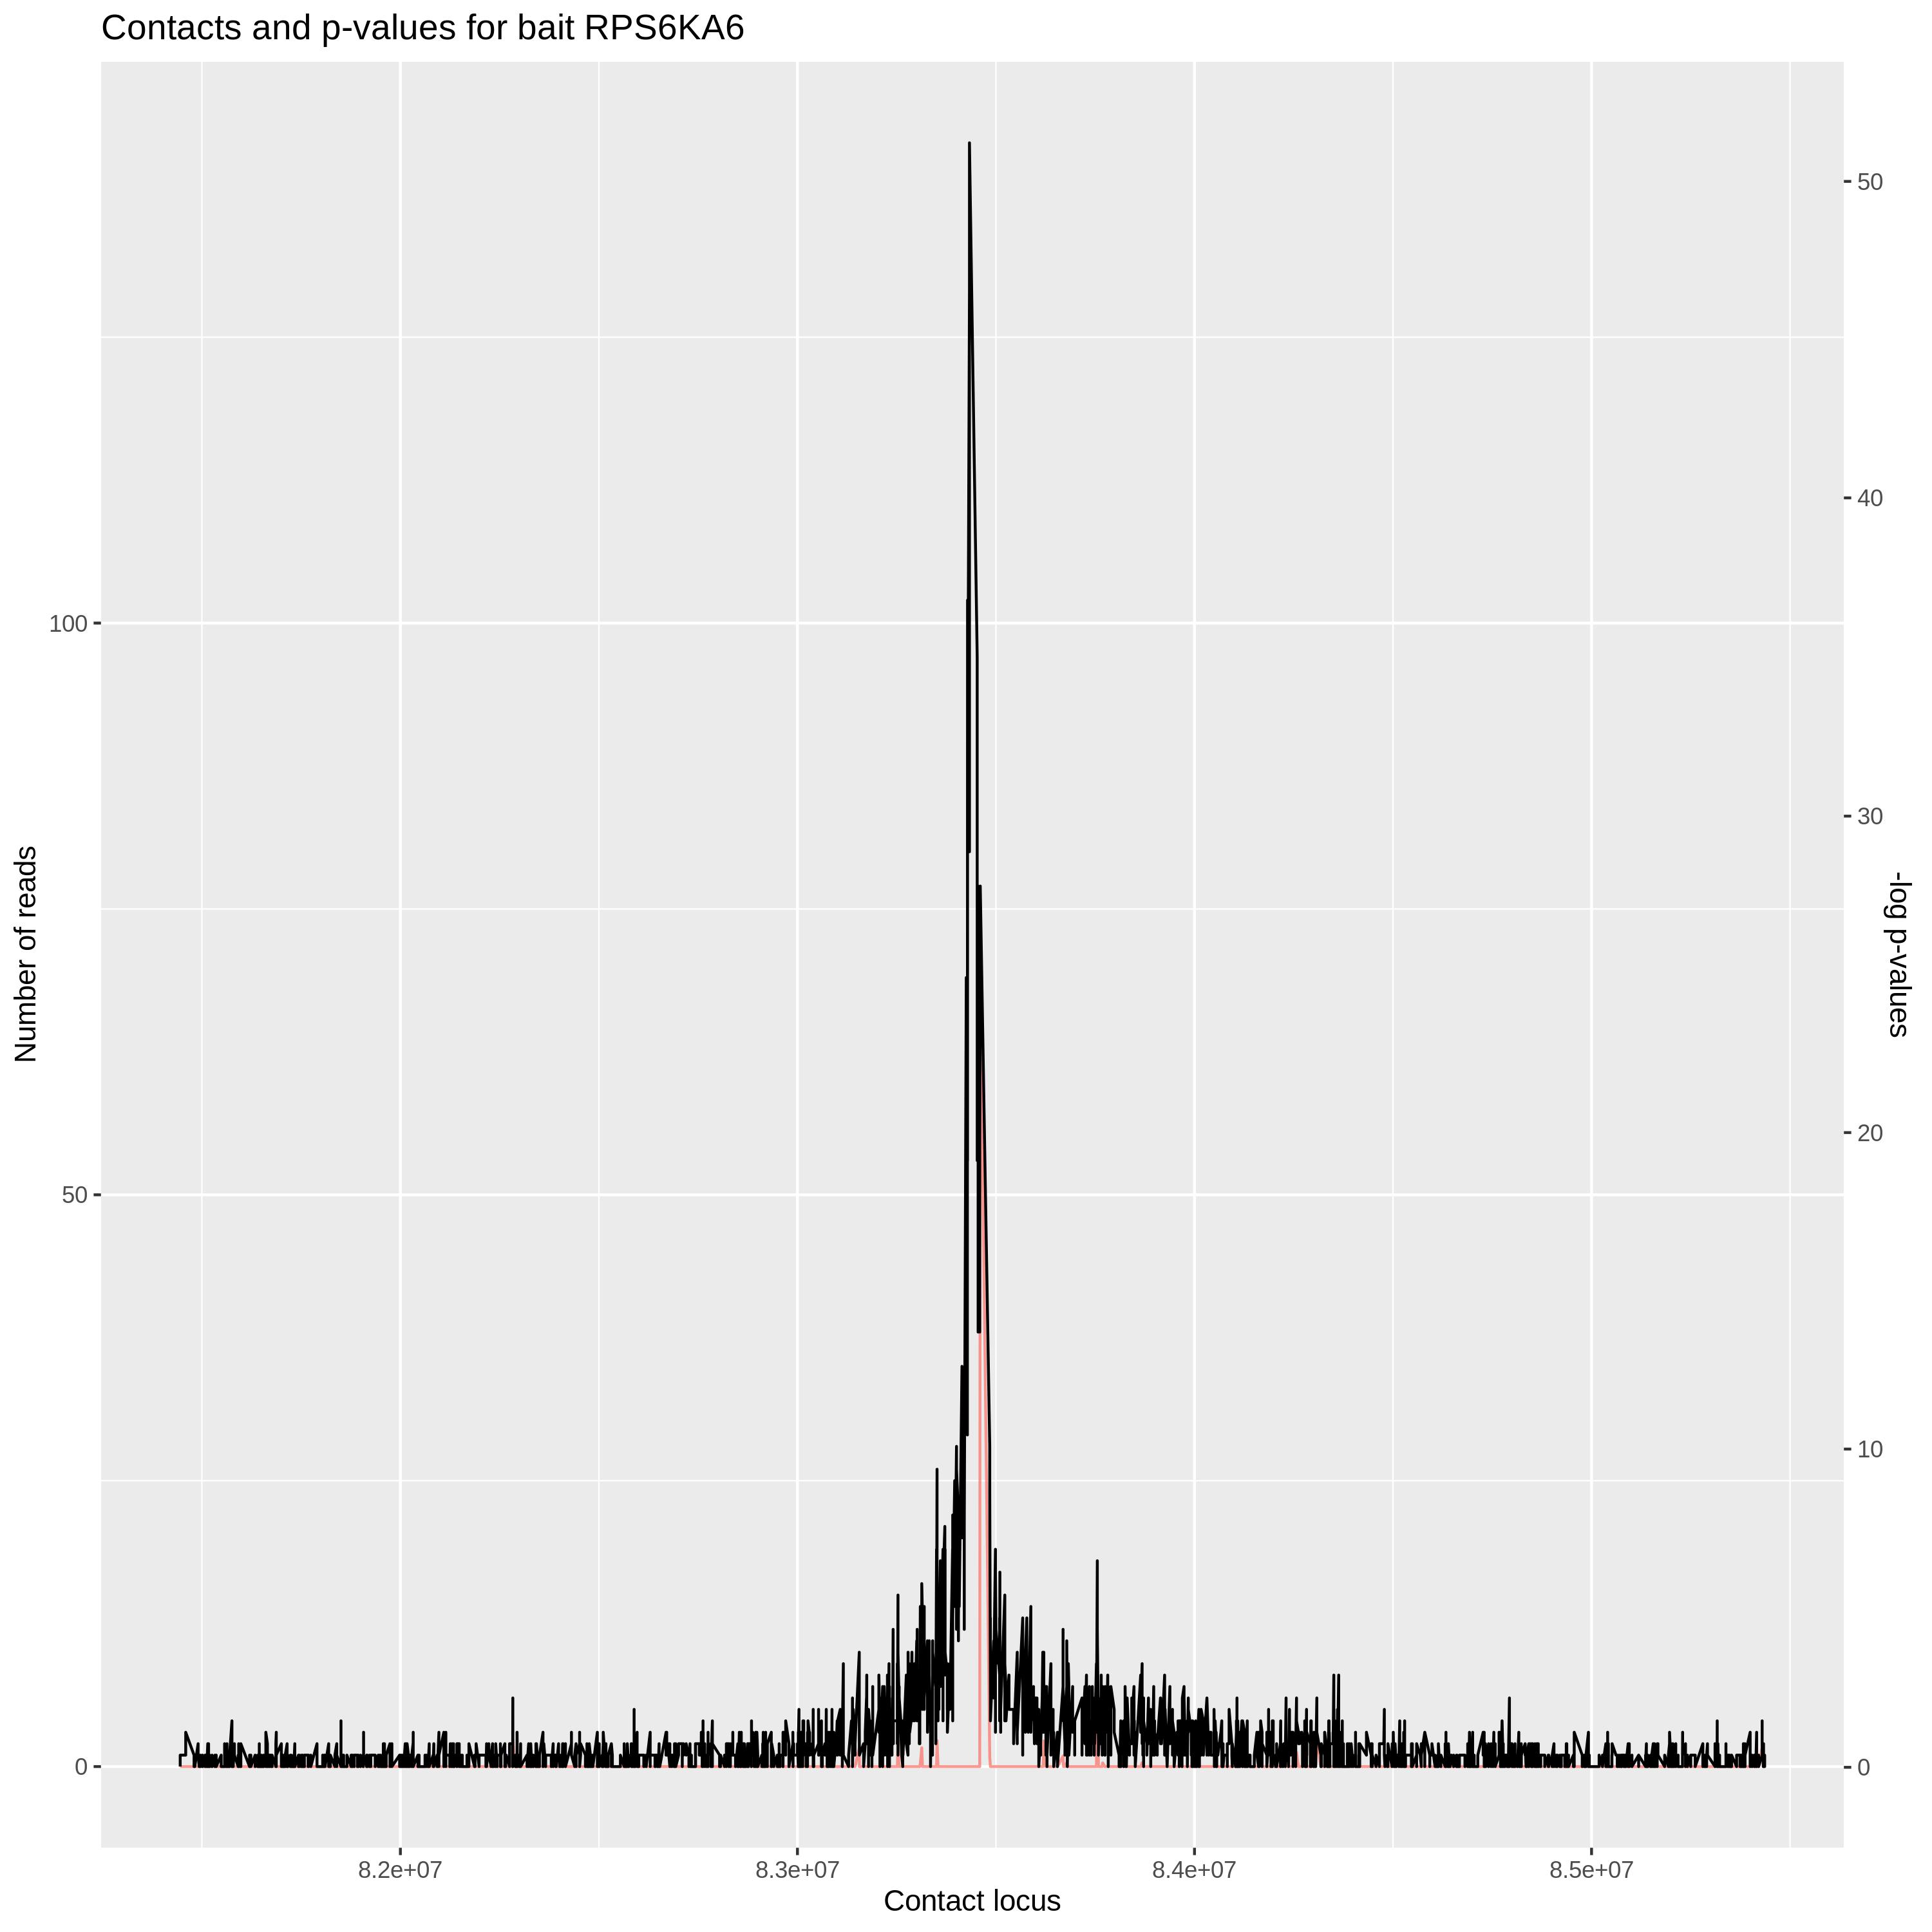 Contacts and p-values for bait RPS6KA6
Number of reads
100
50
0
50
40
30
20
10
0
-log p-values
8.2e+07
8.3e+07
8.4e+07
8.5e+07
Contact locus